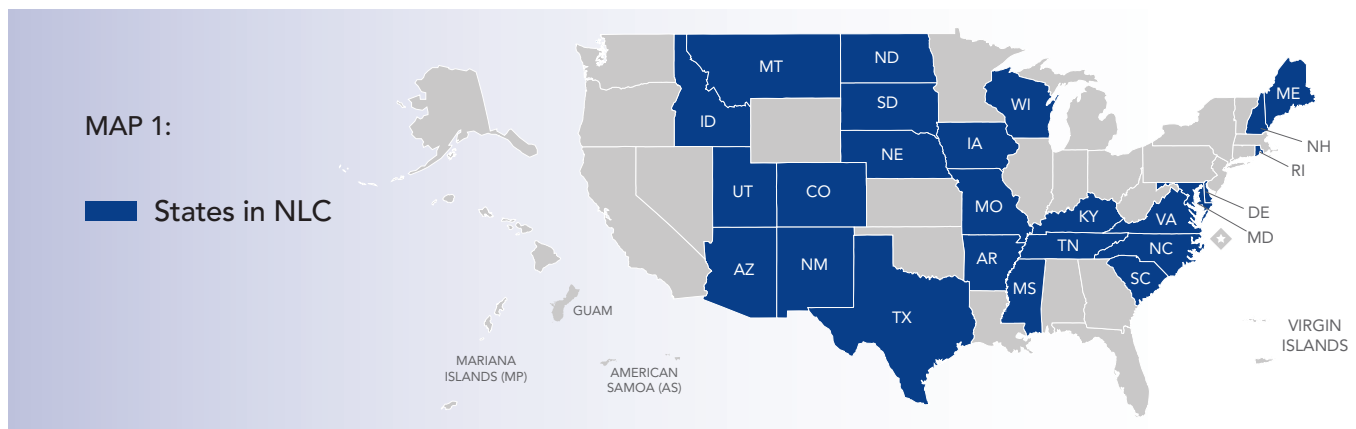 MAP 1:
States in NLC
MT
ND
ID
SD
WI
ME
NH
RI
NE
IA
UT
CO
MO
KY
VA
DE
MD
AZ
NM
AR
TN
NC
SC
MS
TX
GUAM
MARIANA
ISLANDS (MP)
AMERICAN
SAMOA (AS)
VIRGIN
ISLANDS